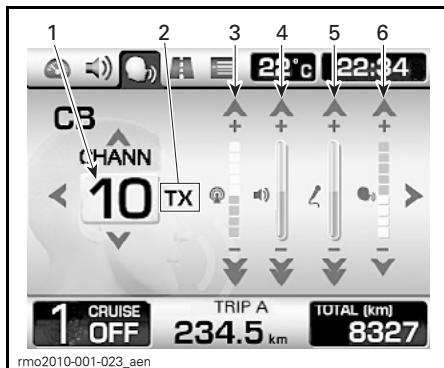 1 2 3 4 5 6
22°c 22:34
CB
CHANN
10 TX
+ + + +
− − − −
1 CRUISE OFF
TRIP A
234.5 km
TOTAL (km)
8327
rmo2010-001-023_aen